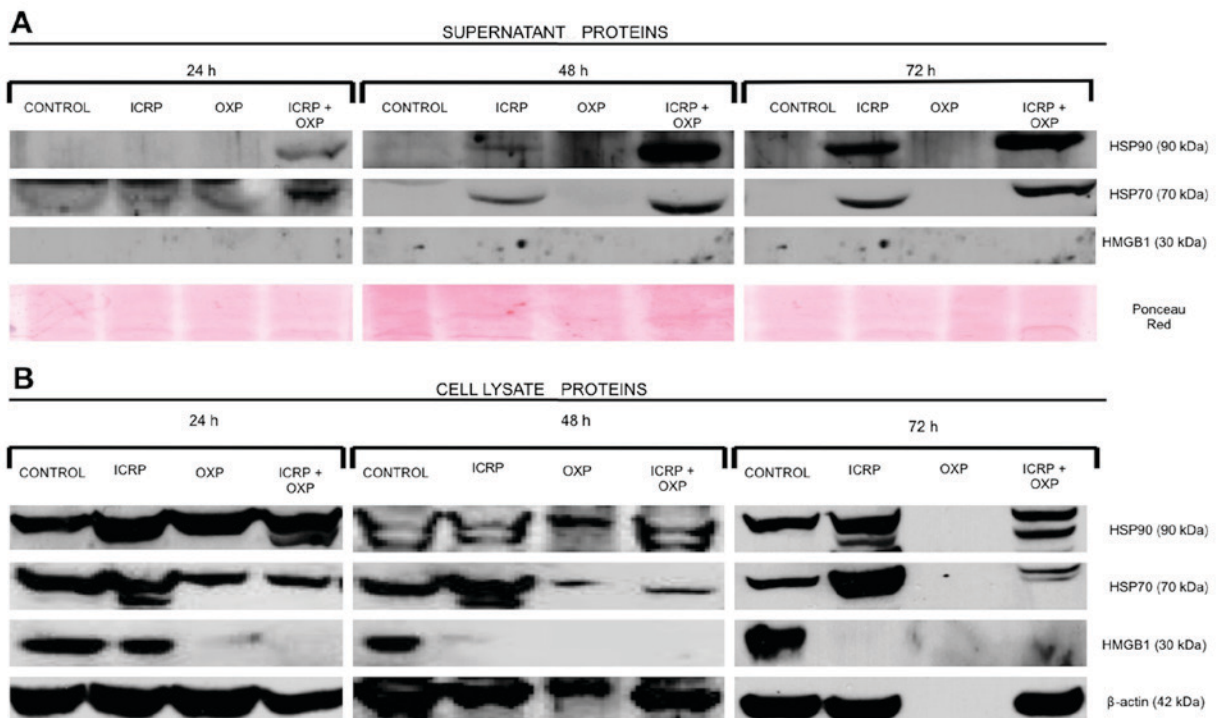 A
SUPERNATANT PROTEINS
24 h 48 h 72 h
CONTROL ICRP OXP ICRP + OXP CONTROL ICRP OXP ICRP + OXP CONTROL ICRP OXP ICRP + OXP
HSP90 (90 kDa)
HSP70 (70 kDa)
HMGB1 (30 kDa)
Ponceau
Red
B
CELL LYSATE PROTEINS
24 h 48 h 72 h
CONTROL ICRP OXP ICRP + OXP CONTROL ICRP OXP ICRP + OXP CONTROL ICRP OXP ICRP + OXP
HSP90 (90 kDa)
HSP70 (70 kDa)
HMGB1 (30 kDa)
β-actin (42 kDa)